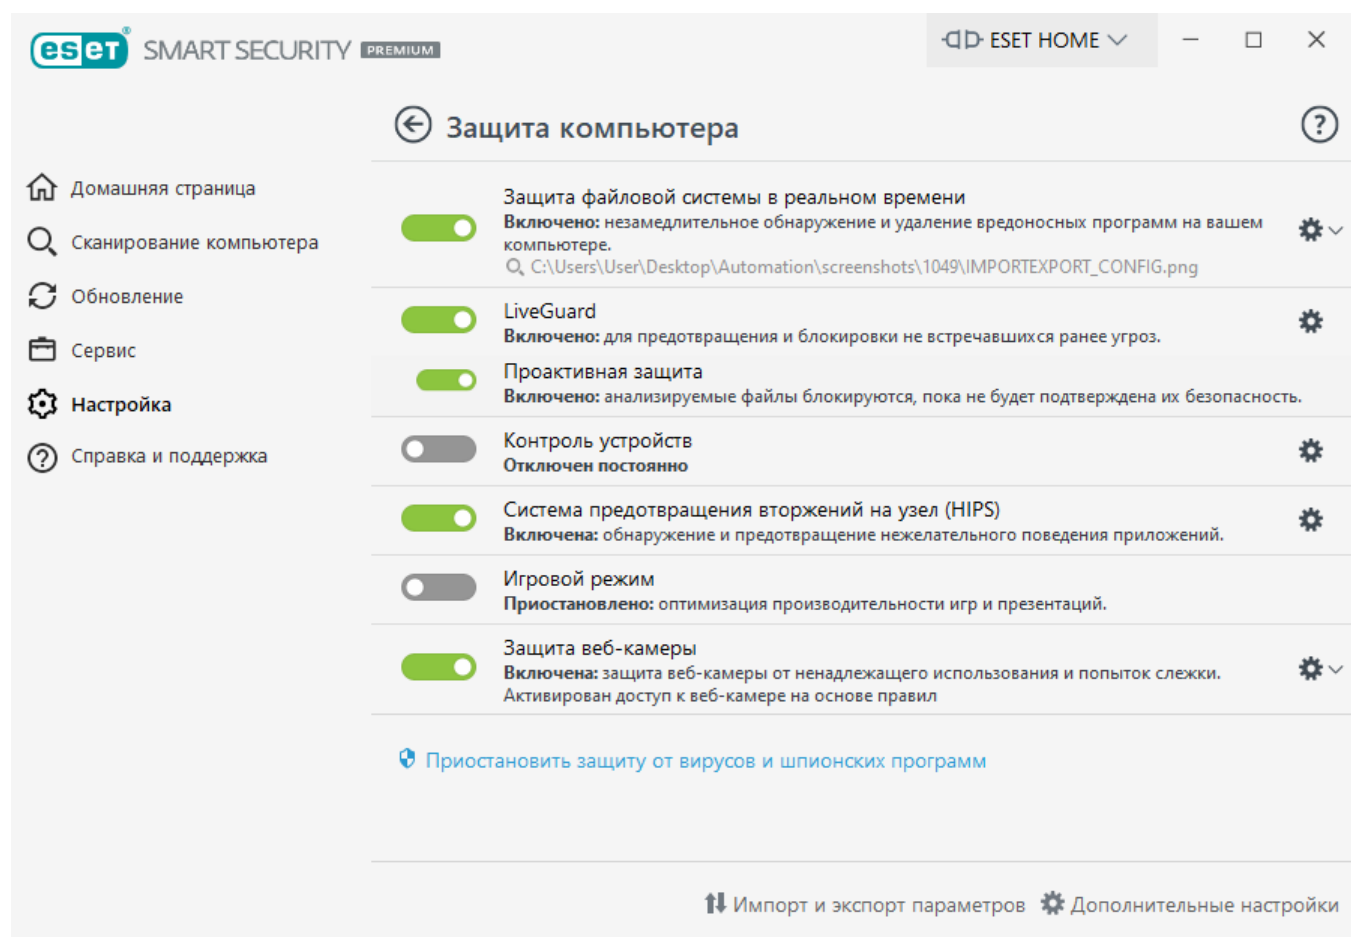 eset® SMART SECURITY PREMIUM
ESET HOME
Защита компьютера
Домашняя страница
Сканирование компьютера
Обновление
Сервис
Настройка
Справка и поддержка
Защита файловой системы в реальном времени
Включено: незамедлительное обнаружение и удаление вредоносных программ на вашем
компьютере.
C:\Users\User\Desktop\Automation\screenshots\1049\IMPORTEXPORT_CONFIG.png
LiveGuard
Включено: для предотвращения и блокировки не встречавшихся ранее угроз.
Проактивная защита
Включено: анализируемые файлы блокируются, пока не будет подтверждена их безопасность.
Контроль устройств
Отключен постоянно
Система предотвращения вторжений на узел (HIPS)
Включена: обнаружение и предотвращение нежелательного поведения приложений.
Игровой режим
Приостановлено: оптимизация производительности игр и презентаций.
Защита веб-камеры
Включена: защита веб-камеры от ненадлежащего использования и попыток слежки.
Активирован доступ к веб-камере на основе правил
Приостановить защиту от вирусов и шпионских программ
Импорт и экспорт параметров Дополнительные настройки